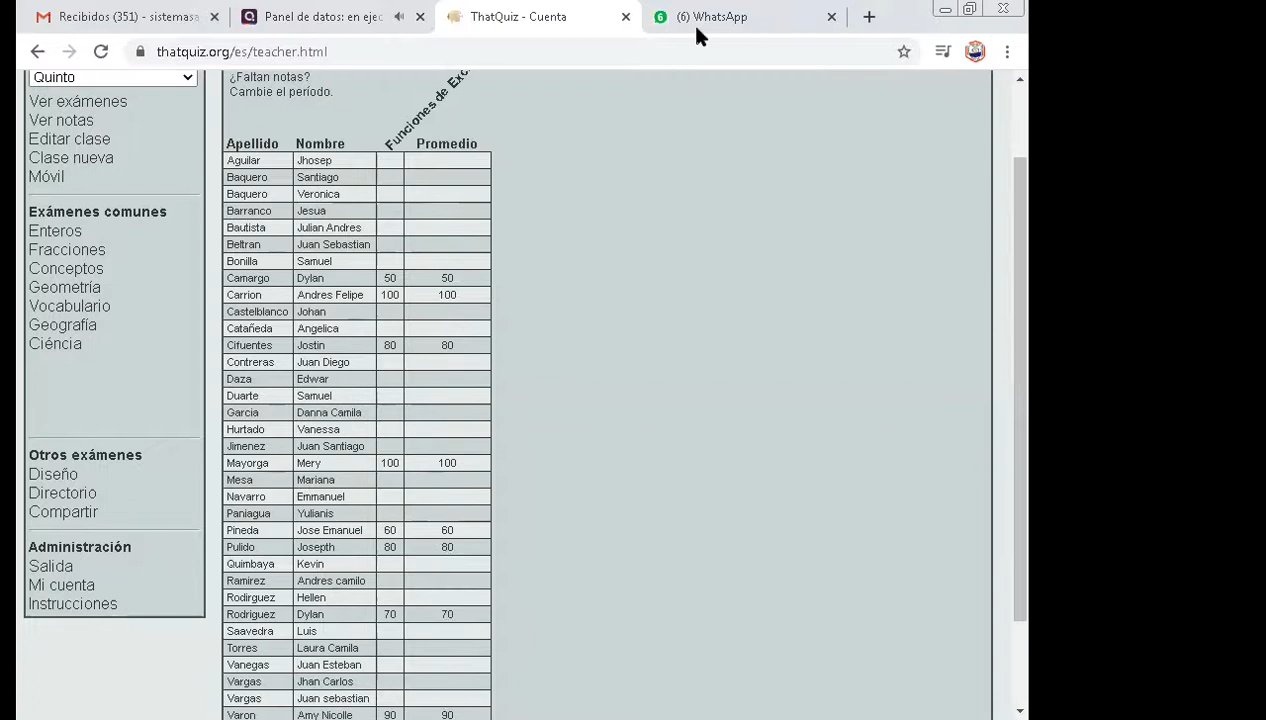 Recibidos (351) - sistemasa
Panel de datos: en ejec
ThatQuiz - Cuenta
6 (6) WhatsApp
thatquiz.org/es/teacher.html
Quinto
Ver exámenes
Ver notas
Editar clase
Clase nueva
Móvil
Exámenes comunes
Enteros
Fracciones
Conceptos
Geometría
Vocabulario
Geografía
Ciéncia
Otros exámenes
Diseño
Directorio
Compartir
Administración
Salida
Mi cuenta
Instrucciones
¿Faltan notas?
Cambie el período.
Funciones de Exc
Apellido Nombre Promedio
Aguilar Jhosep
Baquero Santiago
Baquero Veronica
Barranco Jesua
Bautista Julian Andres
Beltran Juan Sebastian
Bonilla Samuel
Camargo Dylan 50 50
Carrion Andres Felipe 100 100
Castelblanco Johan
Catañeda Angelica
Cifuentes Jostin 80 80
Contreras Juan Diego
Daza Edwar
Duarte Samuel
Garcia Danna Camila
Hurtado Vanessa
Jimenez Juan Santiago
Mayorga Mery 100 100
Mesa Mariana
Navarro Emmanuel
Paniagua Yulianis
Pineda Jose Emanuel 60 60
Pulido Josepth 80 80
Quimbaya Kevin
Ramirez Andres camilo
Rodirguez Hellen
Rodriguez Dylan 70 70
Saavedra Luis
Torres Laura Camila
Vanegas Juan Esteban
Vargas Jhan Carlos
Vargas Juan sebastian
Varon Amy Nicolle 90 90